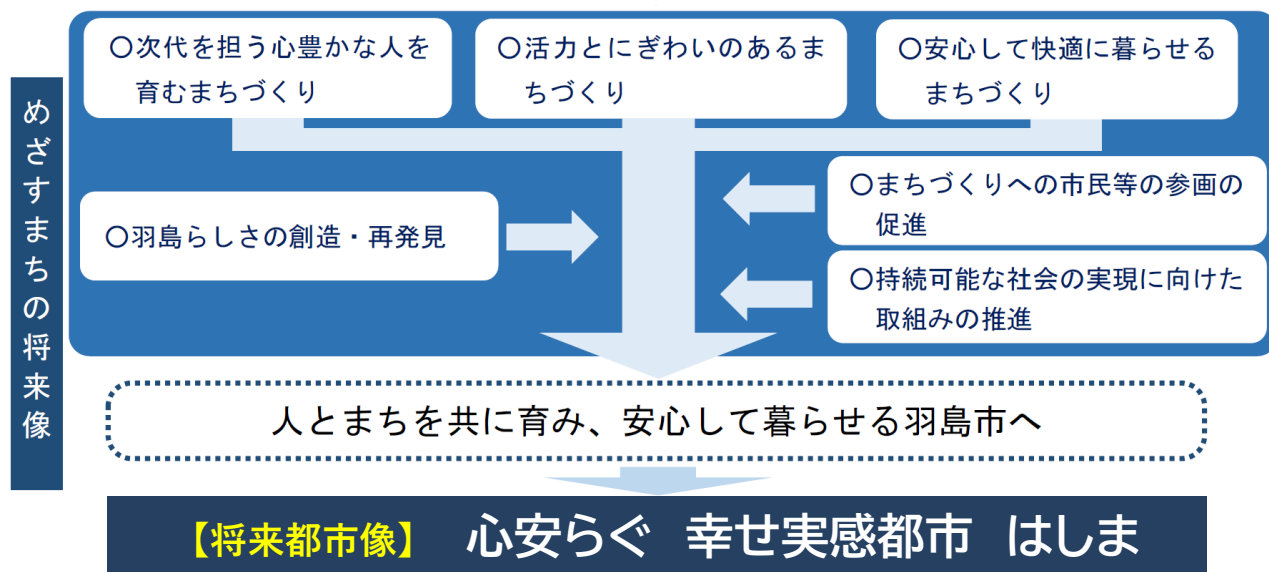 めざすまちの将来像
〇次代を担う心豊かな人を
育むまちづくり
〇活力とにぎわいのあるま
ちづくり
〇安心して快適に暮らせる
まちづくり
〇羽島らしさの創造・再発見
〇まちづくりへの市民等の参画の
促進
〇持続可能な社会の実現に向けた
取組みの推進
人とまちを共に育み、安心して暮らせる羽島市へ
【将来都市像】 心安らぐ 幸せ実感都市 はしま